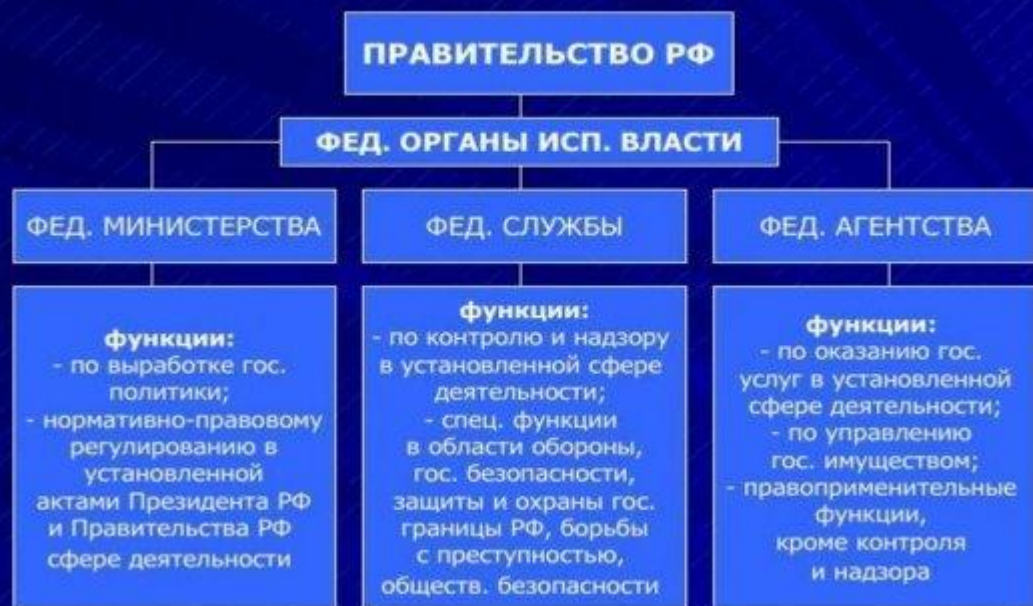 ПРАВИТЕЛЬСТВО РФ
ФЕД. ОРГАНЫ ИСП. ВЛАСТИ
ФЕД. МИНИСТЕРСТВА
функции:
- по выработке гос.
политики;
- нормативно-правовому
регулированию в
установленной
актами Президента РФ
и Правительства РФ
сфере деятельности
ФЕД. СЛУЖБЫ
функции:
- по контролю и надзору
в установленной сфере
деятельности;
- спец. функции
в области обороны,
гос. безопасности,
защиты и охраны гос.
границы РФ, борьбы
с преступностью,
обществ. безопасности
ФЕД. АГЕНТСТВА
функции:
- по оказанию гос.
услуг в установленной
сфере деятельности;
- по управлению
гос. имуществом;
- правоприменительные
функции,
кроме контроля
и надзора